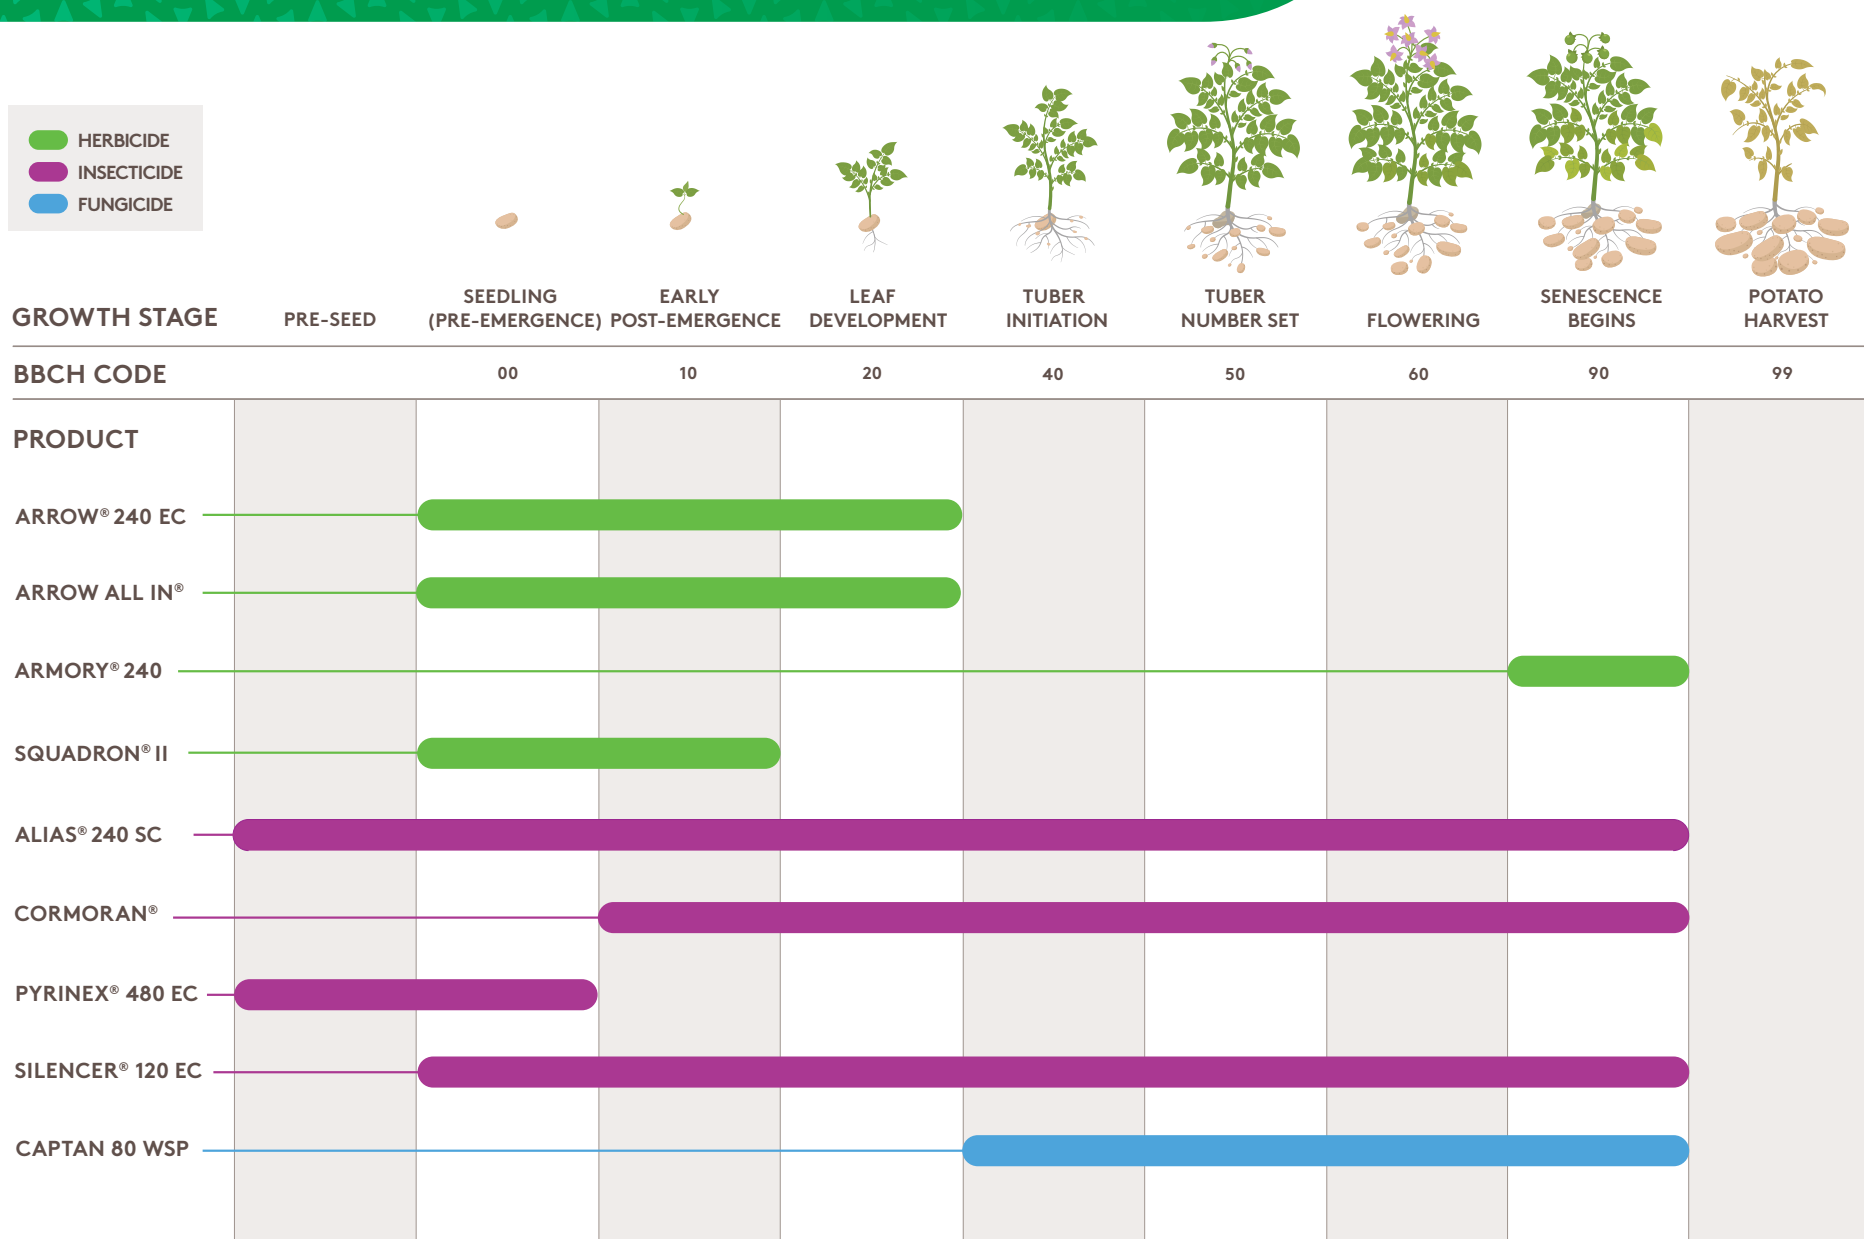 HERBICIDE
INSECTICIDE
FUNGICIDE
GROWTH STAGE
PRE-SEED
SEEDLING
(PRE-EMERGENCE)
EARLY
POST-EMERGENCE
LEAF
DEVELOPMENT
TUBER
INITIATION
TUBER
NUMBER SET
FLOWERING
SENESCENCE
BEGINS
POTATO
HARVEST
BBCH CODE 00 10 20 40 50 60 90 99
PRODUCT
ARROW® 240 EC
ARROW ALL IN®
ARMORY® 240
SQUADRON® II
ALIAS® 240 SC
CORMORAN®
PYRINEX® 480 EC
SILENCER® 120 EC
CAPTAN 80 WSP